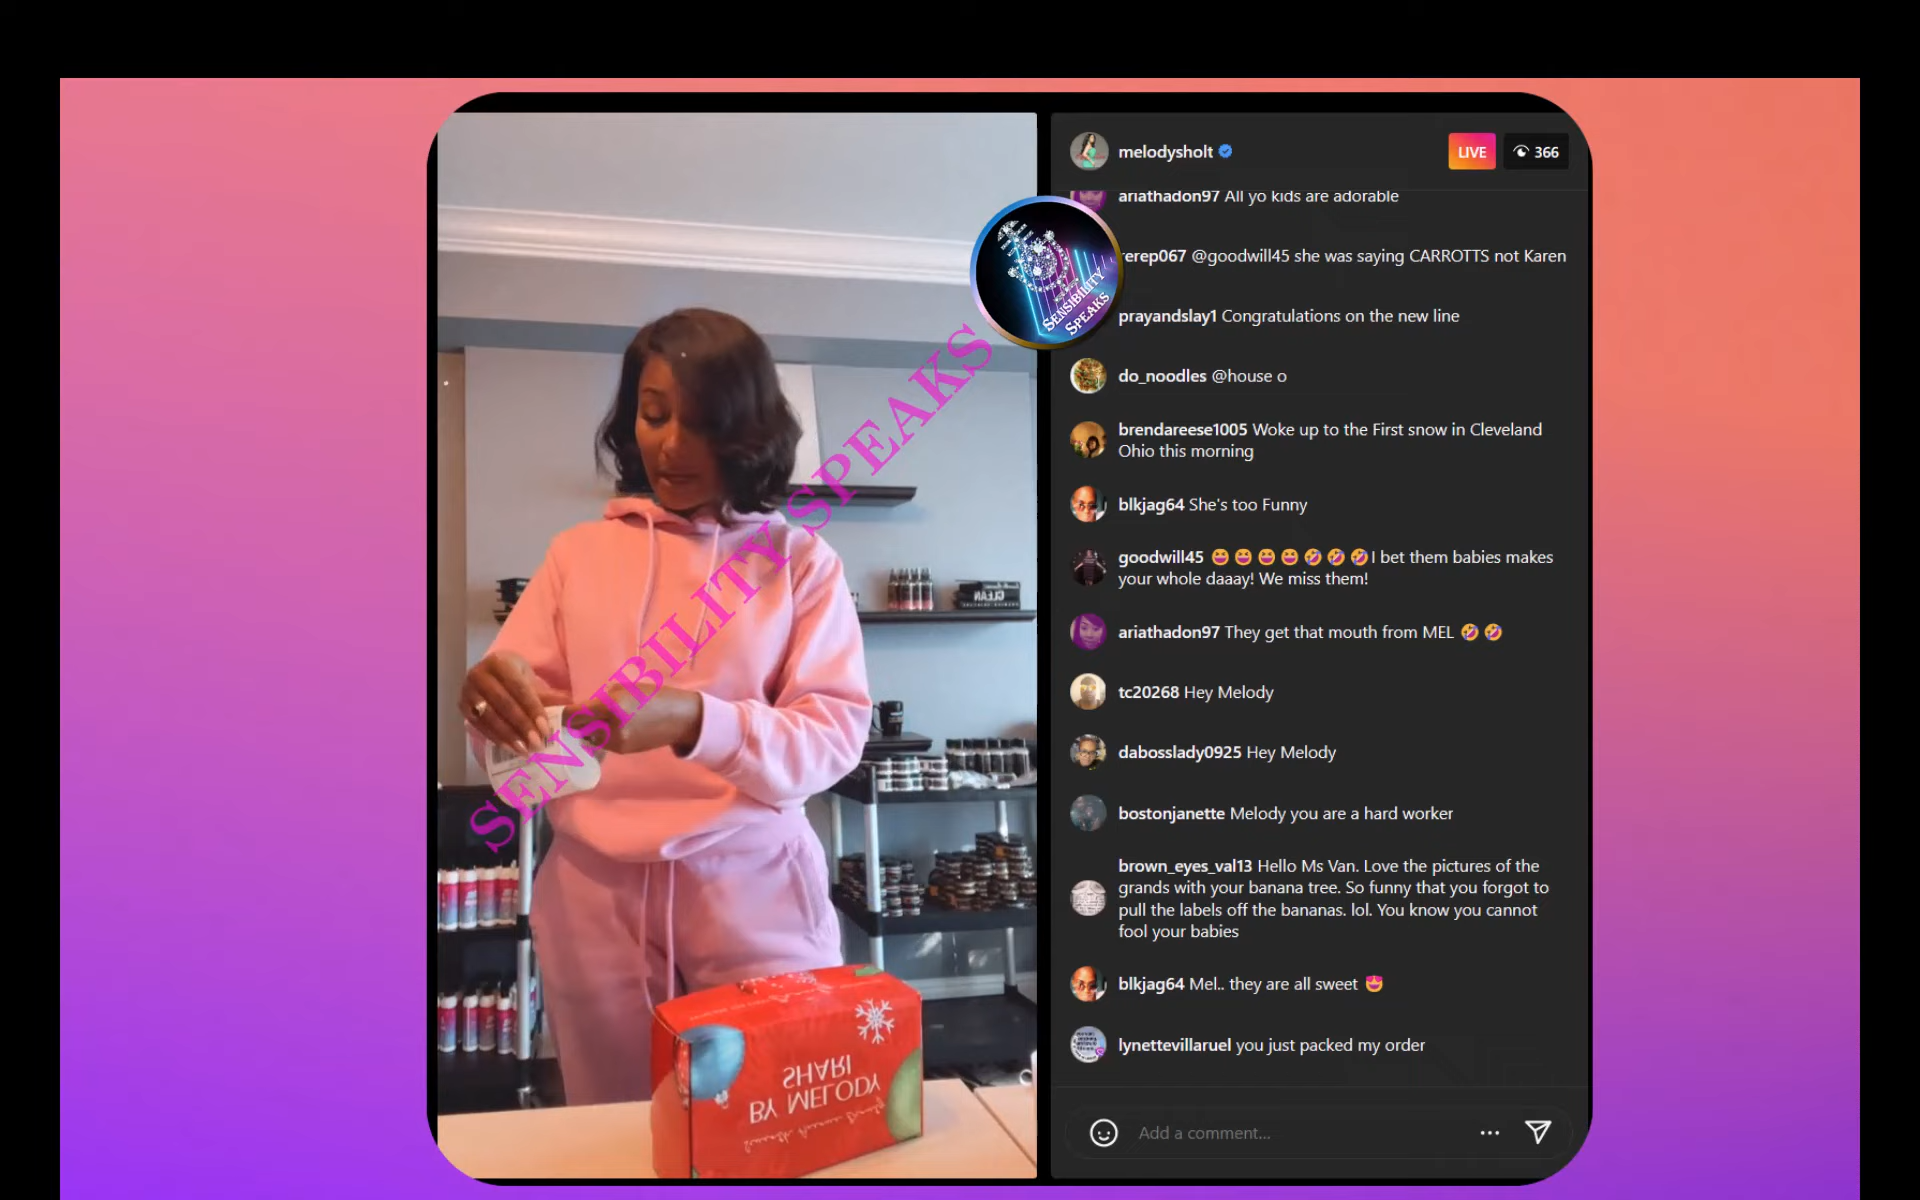 melodysholt
LIVE
366
ariathadon97 All yo kids are adorable
rerep067 @goodwill45 she was saying CARROTTS not Karen
prayandslay1 Congratulations on the new line
do_noodles @house o
brendareese1005 Woke up to the First snow in Cleveland
Ohio this morning
blkjag64 She's too Funny
goodwill45 😆😆😆😆🤣🤣🤣I bet them babies makes
your whole daaay! We miss them!
ariathadon97 They get that mouth from MEL 🤣🤣
tc20268 Hey Melody
dabosslady0925 Hey Melody
bostonjanette Melody you are a hard worker
brown_eyes_val13 Hello Ms Van. Love the pictures of the
grands with your banana tree. So funny that you forgot to
pull the labels off the bananas. lol. You know you cannot
fool your babies
blkjag64 Mel.. they are all sweet 😍
lynettevillaruel you just packed my order
Add a comment...
SENSIBILITY
SPEAKS
SENSIBILITY SPEAKS
CLEAN
SHARI
BY MELODY